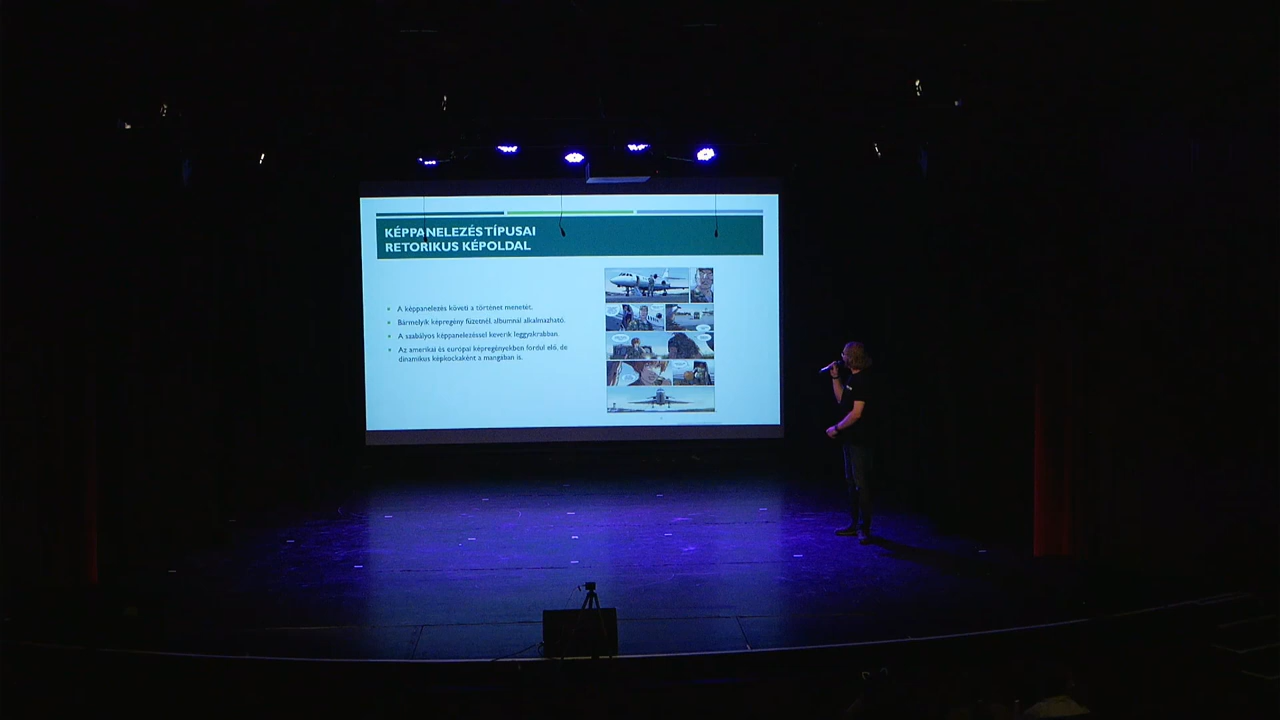 KÉPPANELEZÉS TÍPUSAI
RETORIKUS KÉPOLDAL
A képpanelezés követi a történet menetét.
Bármelyik képregény füzetnél, albumnál alkalmazható.
A szabályos képpanelezéssel keverik leggyakrabban.
Az amerikai és európai képregényekben fordul elő, de
dinamikus képkockaként a mangában is.